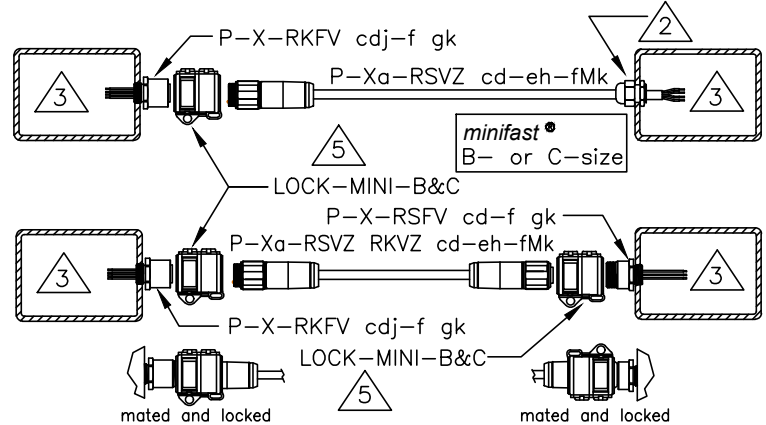 P-X-RKFV cdj-f gk
2
P-Xa-RSVZ cd-eh-fMk
3
3
minifast®
B- or C-size
5
LOCK-MINI-B&C
P-X-RSFV cd-f gk
P-Xa-RSVZ RKVZ cd-eh-fMk
3
3
P-X-RKFV cdj-f gk
LOCK-MINI-B&C
5
mated and locked
mated and locked